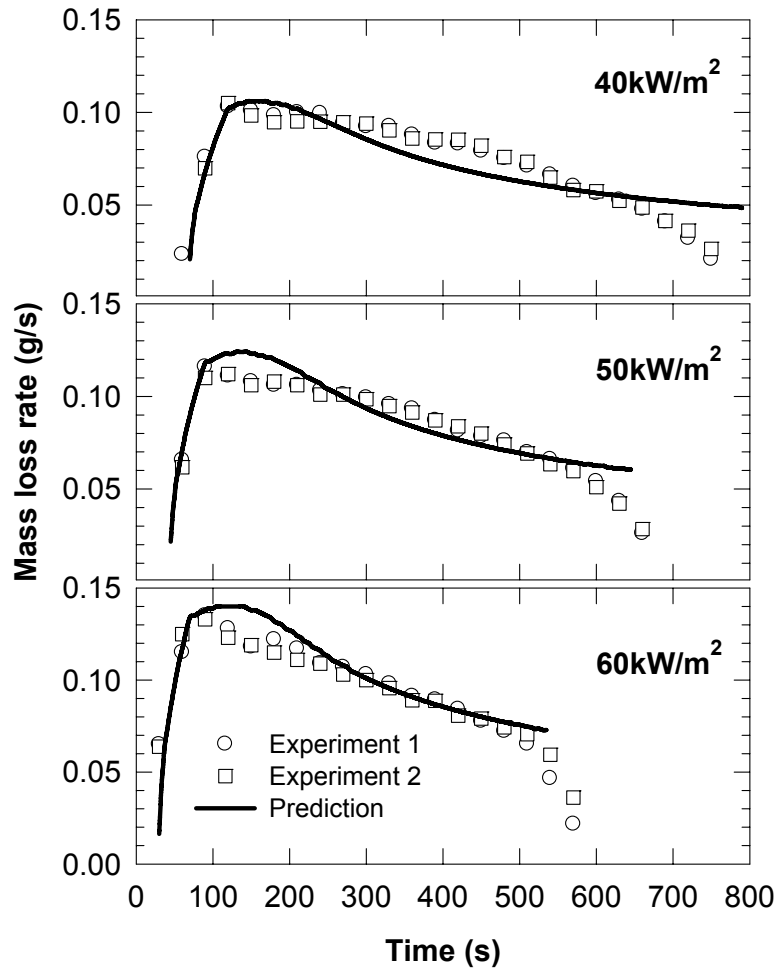 0.15
40kW/m²
0.10
0.05
0.15
50kW/m²
0.10
0.05
0.00
0.15
60kW/m²
0.10
0.05
0.00
Experiment 1
Experiment 2
Prediction
0 100 200 300 400 500 600 700 800
Time (s)
Mass loss rate (g/s)